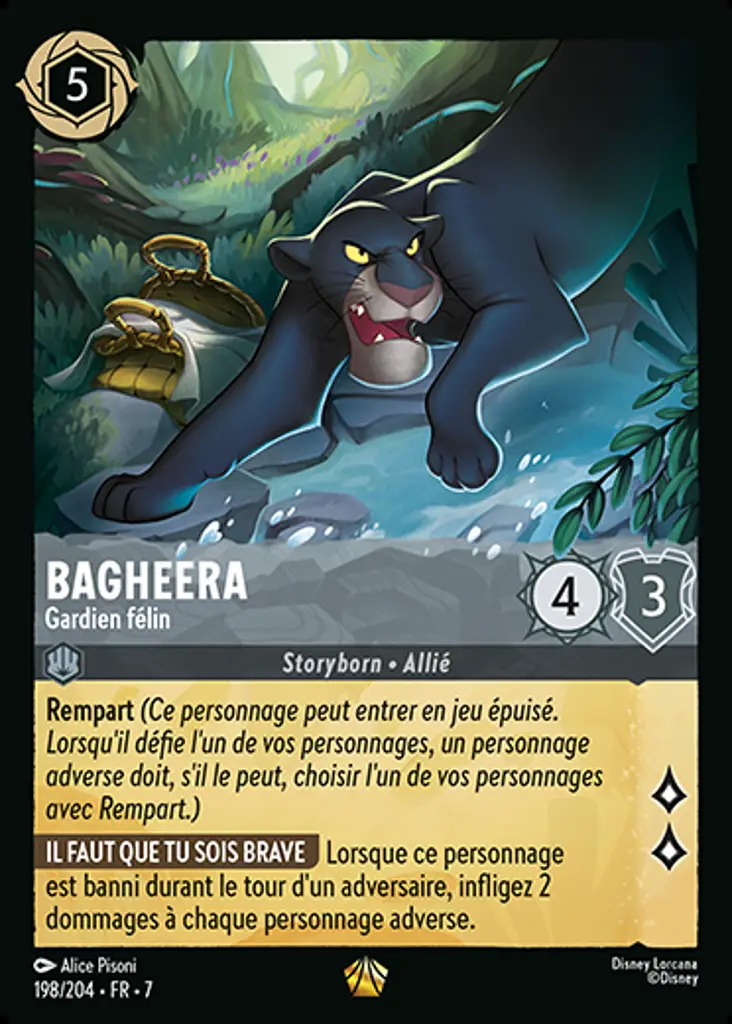 5
BAGHEERA
Gardien félin
4
3
Storyborn • Allié
Rempart (Ce personnage peut entrer en jeu épuisé.
Lorsqu'il défie l'un de vos personnages, un personnage
adverse doit, s'il le peut, choisir l'un de vos personnages
avec Rempart.)
IL FAUT QUE TU SOIS BRAVE Lorsque ce personnage
est banni durant le tour d'un adversaire, infligez 2
dommages à chaque personnage adverse.
Alice Pisoni
198/204 • FR • 7
Disney Lorcana
©Disney